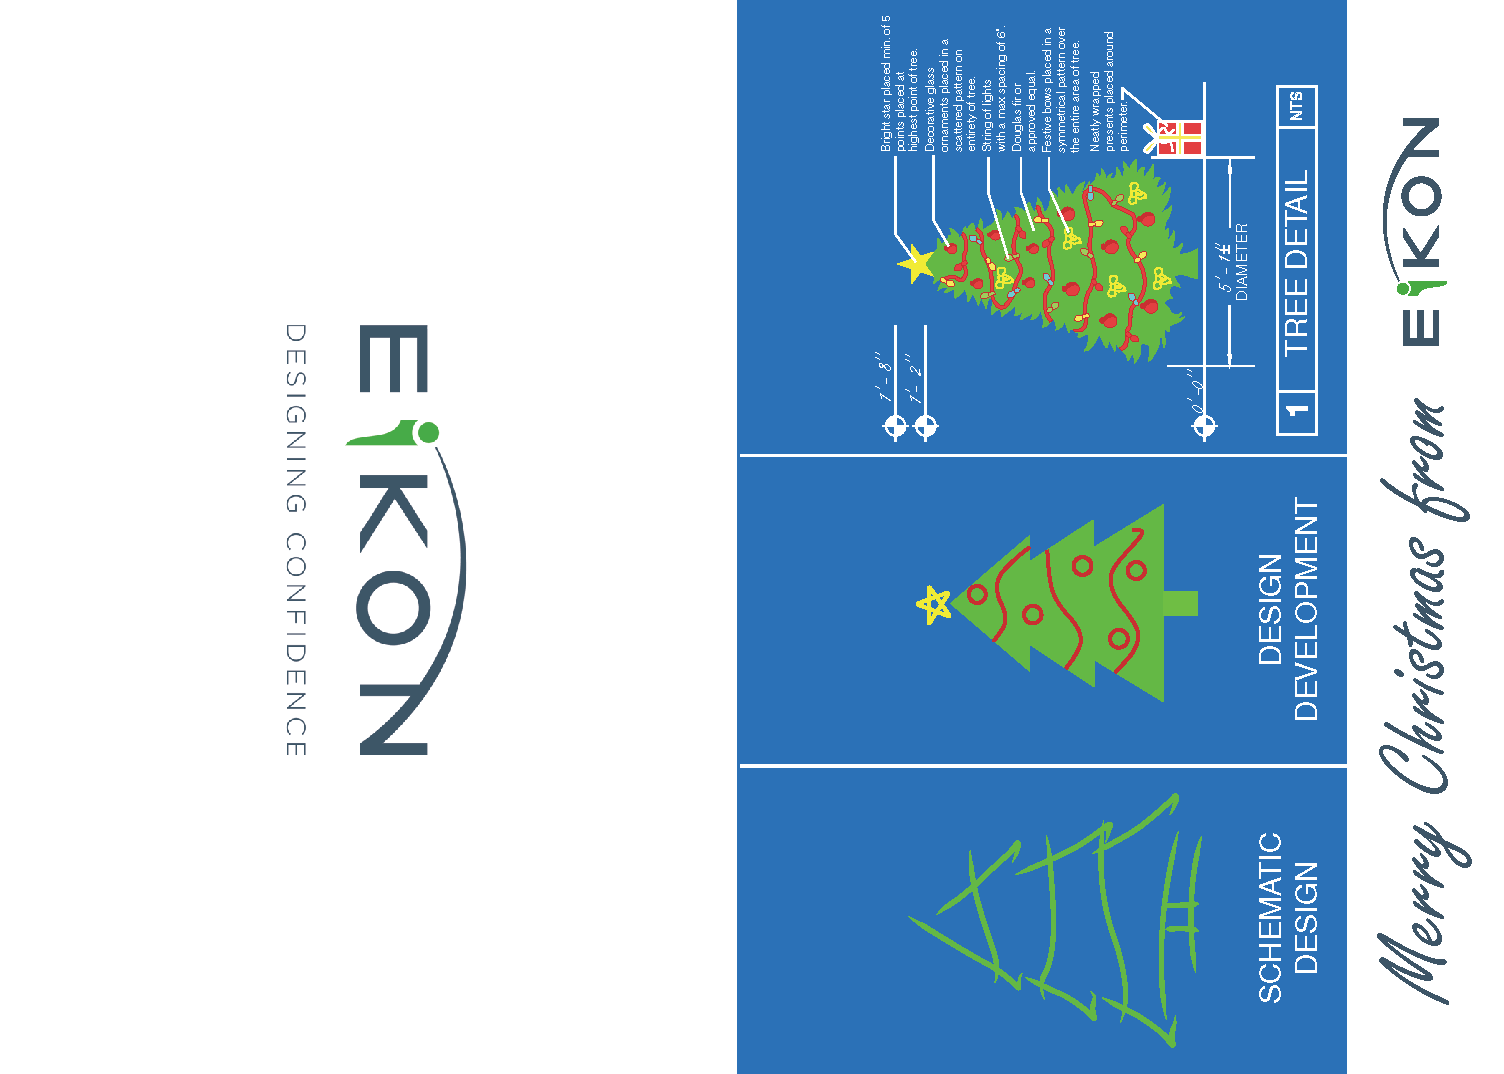 EiKON
DESIGNING CONFIDENCE
SCHEMATIC
DESIGN
DESIGN
DEVELOPMENT
Bright star placed min. of 5
points placed at
highest point of tree.
Decorative glass
ornaments placed in a
scattered pattern on
entirety of tree.
String of lights
with a max spacing of 6".
Douglas fir or
approved equal.
Festive bows placed in a
symmetrical pattern over
the entire area of tree.
Neatly wrapped
presents placed around
perimeter.
7'-8"
7'-2"
0'-0"
5'-1±"
DIAMETER
1 TREE DETAIL NTS
Merry Christmas from EiKON